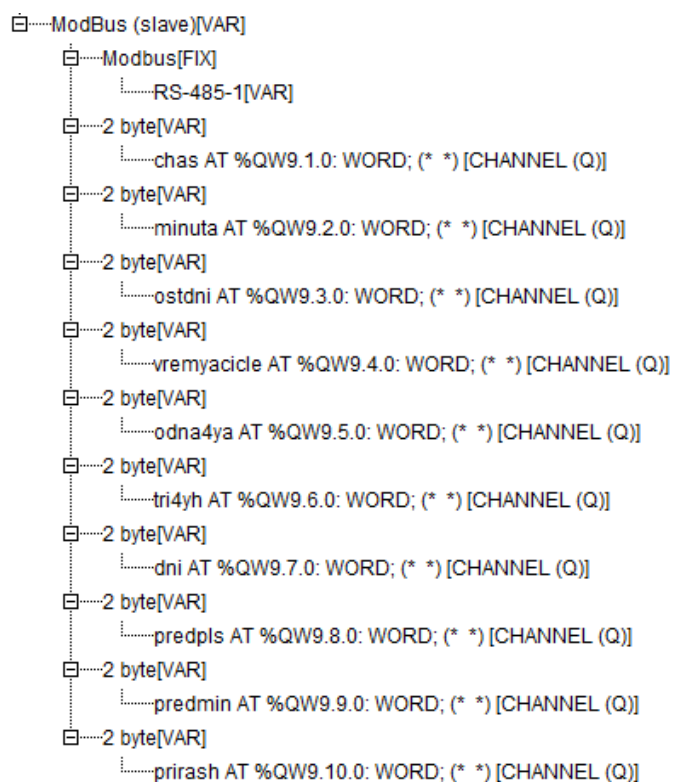 ModBus (slave)[VAR]
Modbus[FIX]
RS-485-1[VAR]
2 byte[VAR]
chas AT %QW9.1.0: WORD; (* *) [CHANNEL (Q)]
2 byte[VAR]
minuta AT %QW9.2.0: WORD; (* *) [CHANNEL (Q)]
2 byte[VAR]
ostdni AT %QW9.3.0: WORD; (* *) [CHANNEL (Q)]
2 byte[VAR]
vremyacicle AT %QW9.4.0: WORD; (* *) [CHANNEL (Q)]
2 byte[VAR]
odna4ya AT %QW9.5.0: WORD; (* *) [CHANNEL (Q)]
2 byte[VAR]
tri4yh AT %QW9.6.0: WORD; (* *) [CHANNEL (Q)]
2 byte[VAR]
dni AT %QW9.7.0: WORD; (* *) [CHANNEL (Q)]
2 byte[VAR]
predpls AT %QW9.8.0: WORD; (* *) [CHANNEL (Q)]
2 byte[VAR]
predmin AT %QW9.9.0: WORD; (* *) [CHANNEL (Q)]
2 byte[VAR]
prirash AT %QW9.10.0: WORD; (* *) [CHANNEL (Q)]